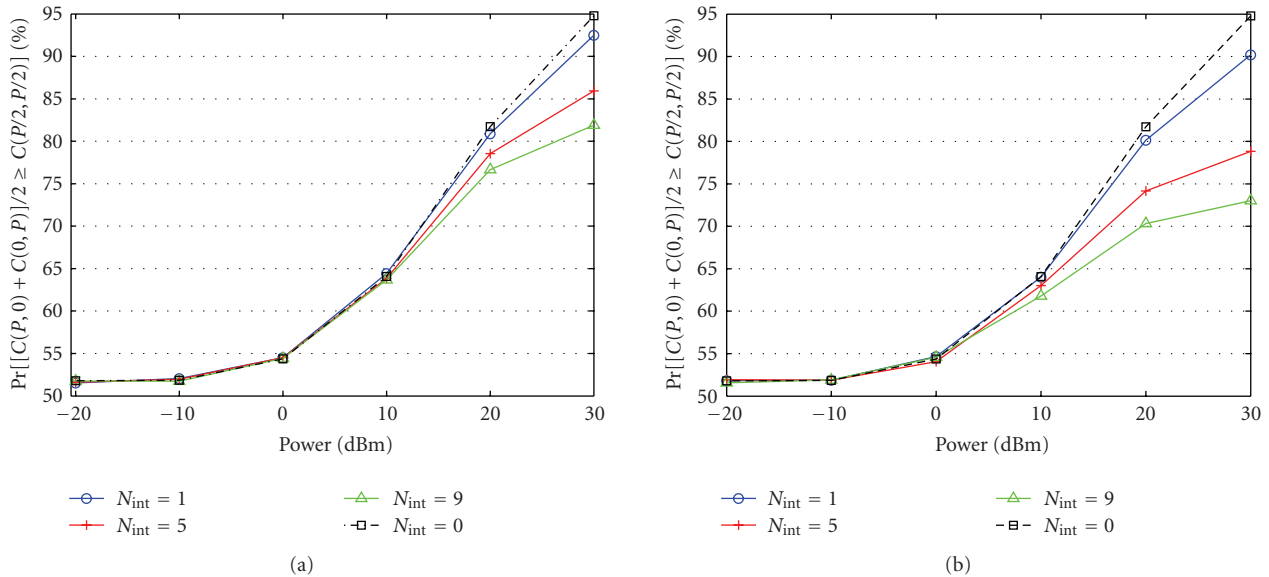 Pr[[C(P, 0) + C(0, P)]/2 ≥ C(P/2, P/2)] (%)
95
90
85
80
75
70
65
60
55
50
−20
−10
0
10
20
30
Power (dBm)
N_int = 1
N_int = 5
N_int = 9
N_int = 0
(a)
Pr[[C(P, 0) + C(0, P)]/2 ≥ C(P/2, P/2)] (%)
95
90
85
80
75
70
65
60
55
50
−20
−10
0
10
20
30
Power (dBm)
N_int = 1
N_int = 5
N_int = 9
N_int = 0
(b)